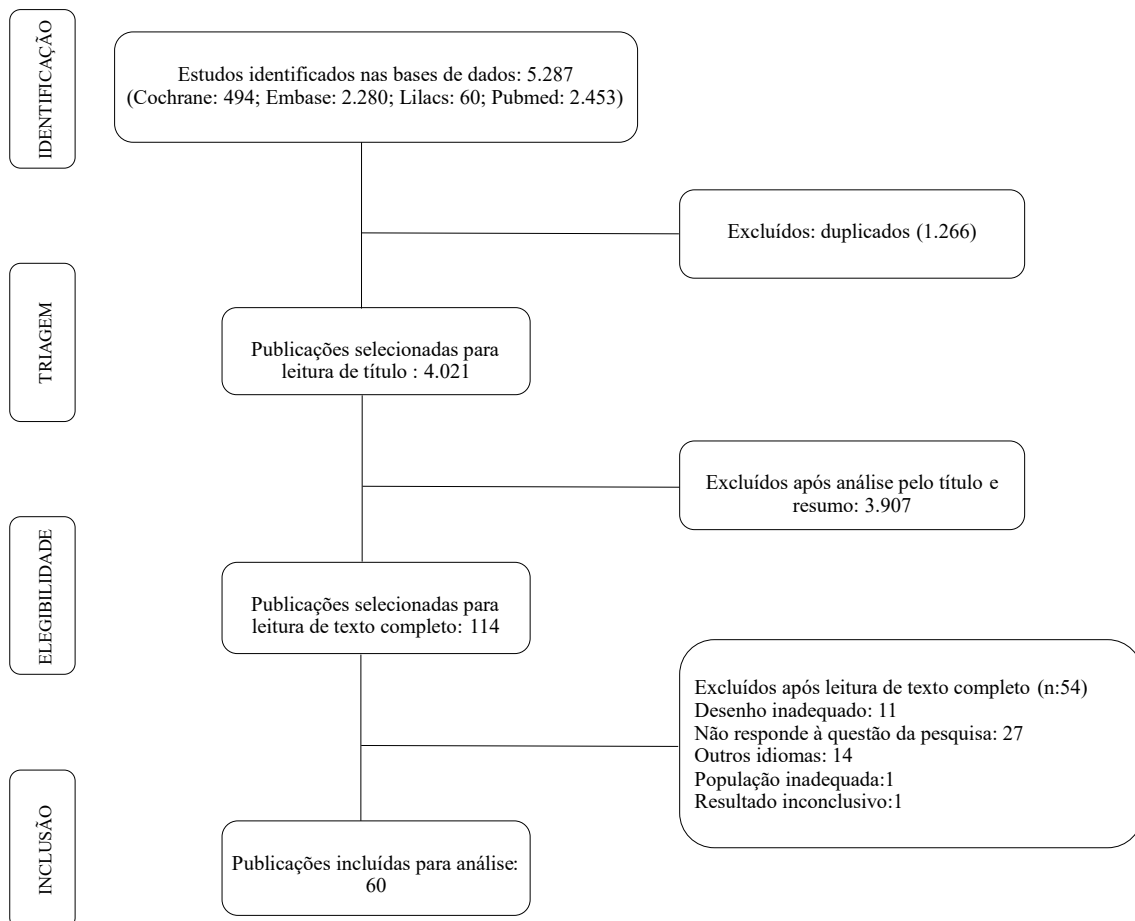 IDENTIFICAÇÃO
Estudos identificados nas bases de dados: 5.287
(Cochrane: 494; Embase: 2.280; Lilacs: 60; Pubmed: 2.453)
Excluídos: duplicados (1.266)
TRIAGEM
Publicações selecionadas para
leitura de título : 4.021
Excluídos após análise pelo título e
resumo: 3.907
ELEGIBILIDADE
Publicações selecionadas para
leitura de texto completo: 114
Excluídos após leitura de texto completo (n:54)
Desenho inadequado: 11
Não responde à questão da pesquisa: 27
Outros idiomas: 14
População inadequada:1
Resultado inconclusivo:1
INCLUSÃO
Publicações incluídas para análise:
60